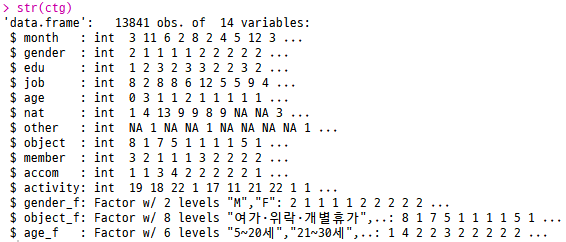 > str(ctg)
'data.frame':   13841 obs. of  14 variables:
 $ month   : int  3 11 6 2 8 2 4 5 12 3 ...
 $ gender  : int  2 1 1 1 1 2 2 2 2 2 ...
 $ edu     : int  1 2 3 2 3 3 2 2 3 2 ...
 $ job     : int  8 2 8 8 6 12 5 5 9 4 ...
 $ age     : int  0 3 1 1 2 1 1 1 1 1 ...
 $ nat     : int  1 4 13 9 9 8 9 NA NA 3 ...
 $ other   : int  NA 1 NA NA 1 NA NA NA NA 1 ...
 $ object  : int  8 1 7 5 1 1 1 1 5 1 ...
 $ member  : int  3 2 1 1 1 3 2 2 2 2 ...
 $ accom   : int  1 1 3 4 2 2 2 2 2 1 ...
 $ activity: int  19 18 22 1 17 11 21 22 1 1 ...
 $ gender_f: Factor w/ 2 levels "M","F": 2 1 1 1 1 2 2 2 2 2 ...
 $ object_f: Factor w/ 8 levels "여가·위락·개별휴가",..: 8 1 7 5 1 1 1 1 5 1 ...
 $ age_f   : Factor w/ 6 levels "5~20세","21~30세",..: 1 4 2 2 3 2 2 2 2 2 ...